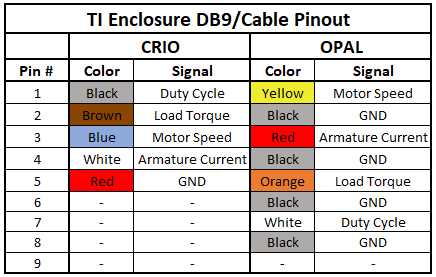 TI Enclosure DB9/Cable Pinout
CRIO OPAL
Pin # Color Signal Color Signal
1 Black Duty Cycle Yellow Motor Speed
2 Brown Load Torque Black GND
3 Blue Motor Speed Red Armature Current
4 White Armature Current Black GND
5 Red GND Orange Load Torque
6 - - Black GND
7 - - White Duty Cycle
8 - - Black GND
9 - - - -